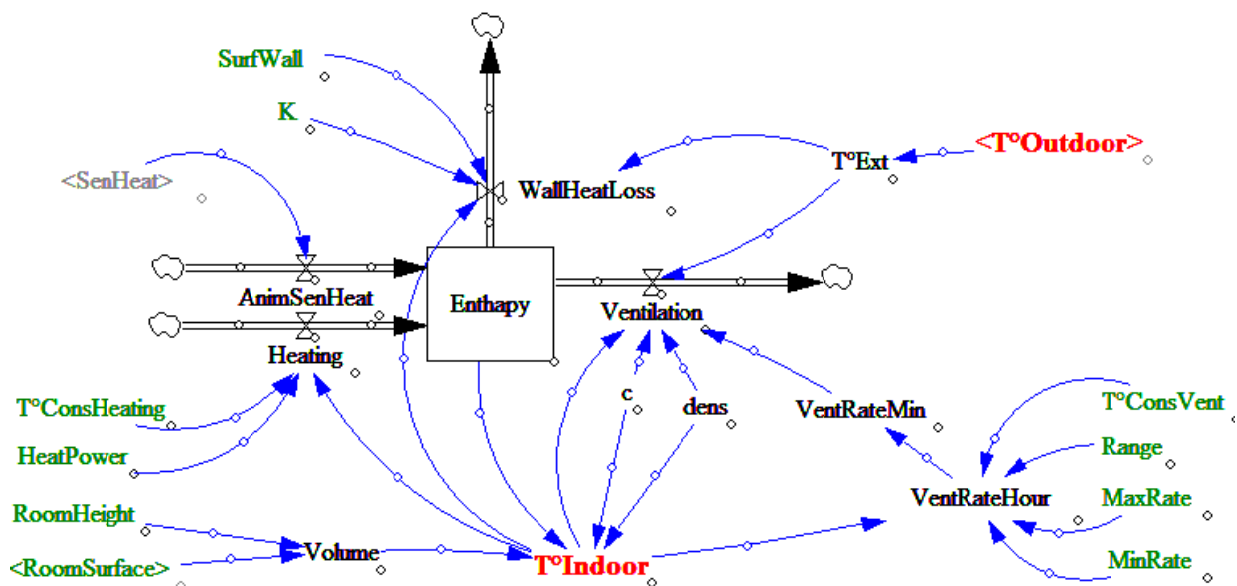 SurfWall
K
<T°Outdoor>
T°Ext
<SenHeat>
WallHeatLoss
AnimSenHeat
Enthapy
Ventilation
Heating
T°ConsHeating
c
dens
VentRateMin
T°ConsVent
HeatPower
Range
VentRateHour
MaxRate
RoomHeight
Volume
T°Indoor
<RoomSurface>
MinRate